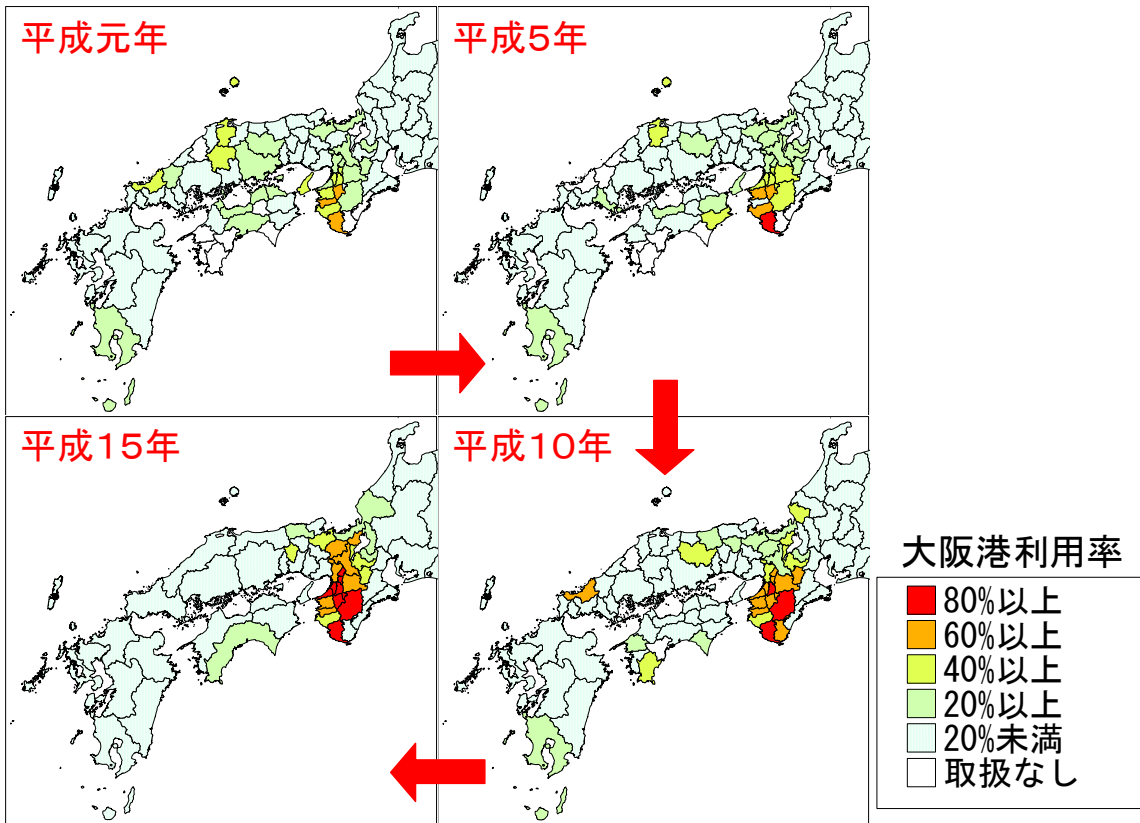 平成元年
平成5年
平成15年
平成10年
大阪港利用率
80%以上
60%以上
40%以上
20%以上
20%未満
取扱なし